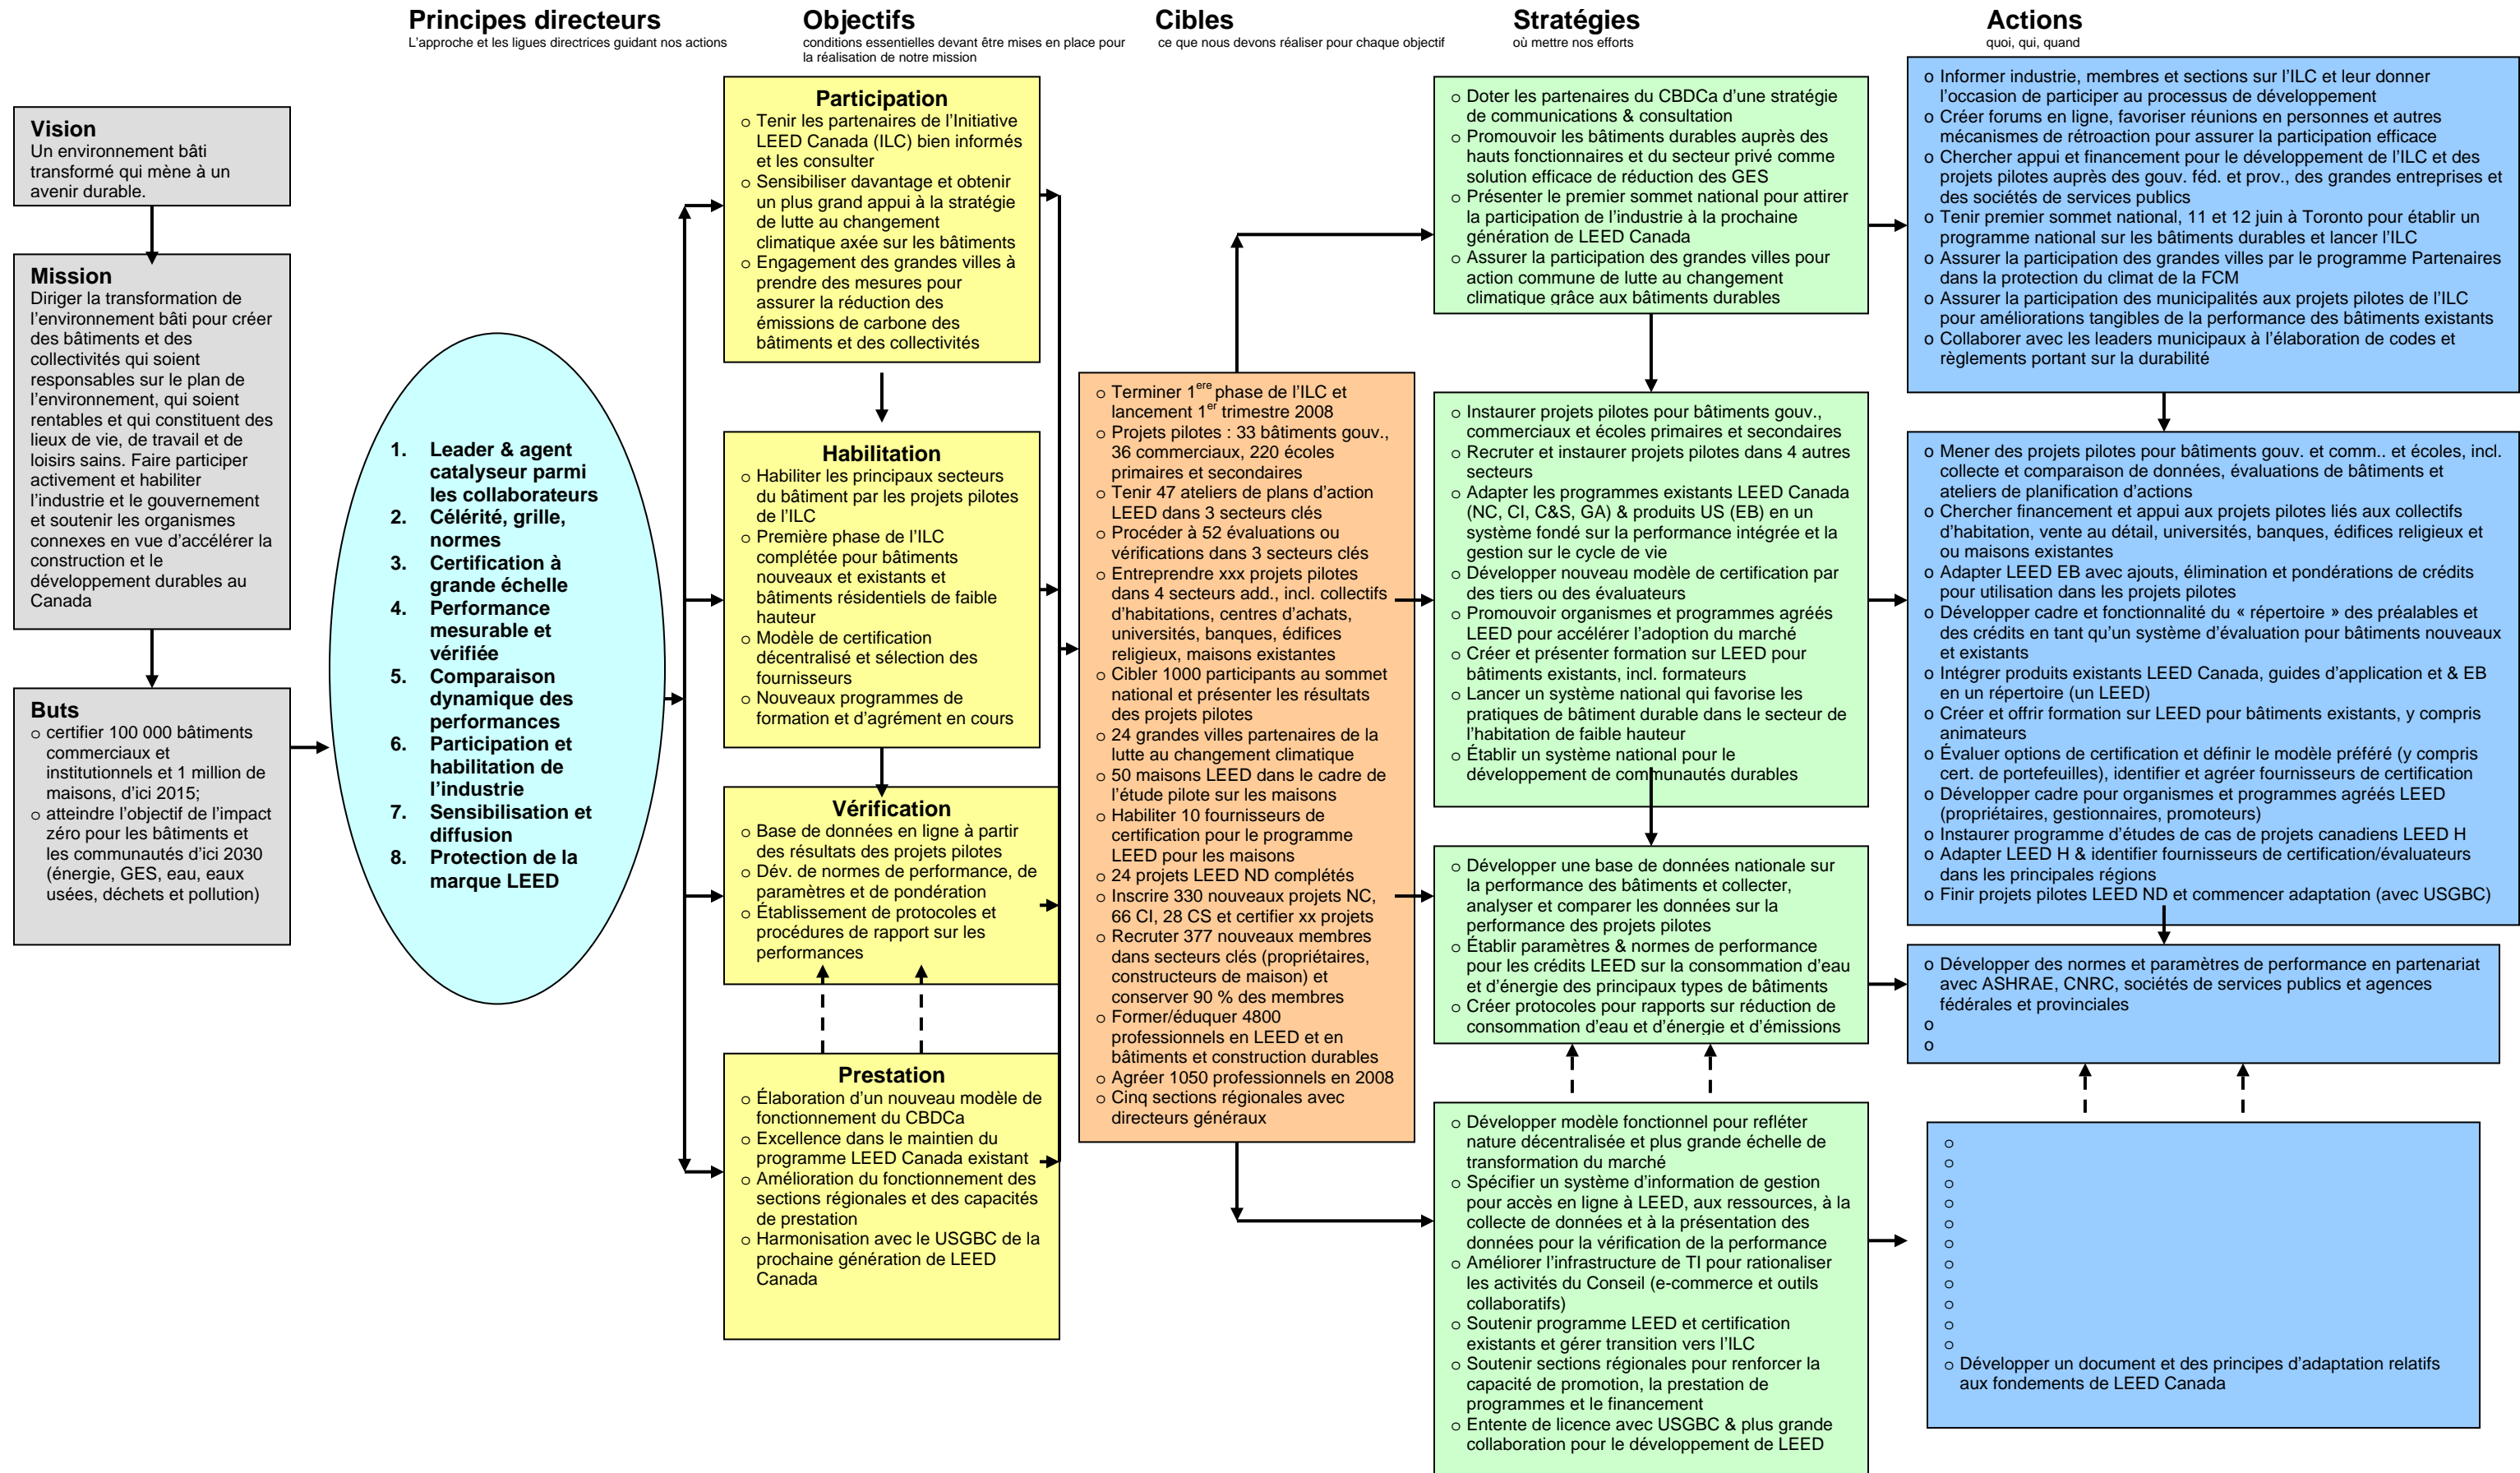 Principes directeurs
L'approche et les ligues directrices guidant nos actions
Objectifs
conditions essentielles devant être mises en place pour
la réalisation de notre mission
Cibles
ce que nous devons réaliser pour chaque objectif
Stratégies
où mettre nos efforts
Actions
quoi, qui, quand
Vision
Un environnement bâti
transformé qui mène à un
avenir durable.
Mission
Diriger la transformation de
l'environnement bâti pour créer
des bâtiments et des
collectivités qui soient
responsables sur le plan de
l'environnement, qui soient
rentables et qui constituent des
lieux de vie, de travail et de
loisirs sains. Faire participer
activement et habiliter
l'industrie et le gouvernement
et soutenir les organismes
connexes en vue d'accélérer la
construction et le
développement durables au
Canada
Buts
o certifier 100 000 bâtiments
commerciaux et
institutionnels et 1 million de
maisons, d'ici 2015;
o atteindre l'objectif de l'impact
zéro pour les bâtiments et
les communautés d'ici 2030
(énergie, GES, eau, eaux
usées, déchets et pollution)
1. Leader & agent
catalyseur parmi
les collaborateurs
2. Célérité, grille,
normes
3. Certification à
grande échelle
4. Performance
mesurable et
vérifiée
5. Comparaison
dynamique des
performances
6. Participation et
habilitation de
l'industrie
7. Sensibilisation et
diffusion
8. Protection de la
marque LEED
Participation
o Tenir les partenaires de l'Initiative
LEED Canada (ILC) bien informés
et les consulter
o Sensibiliser davantage et obtenir
un plus grand appui à la stratégie
de lutte au changement
climatique axée sur les bâtiments
o Engagement des grandes villes à
prendre des mesures pour
assurer la réduction des
émissions de carbone des
bâtiments et des collectivités
Habilitation
o Habiliter les principaux secteurs
du bâtiment par les projets pilotes
de l'ILC
o Première phase de l'ILC
complétée pour bâtiments
nouveaux et existants et
bâtiments résidentiels de faible
hauteur
o Modèle de certification
décentralisé et sélection des
fournisseurs
o Nouveaux programmes de
formation et d'agrément en cours
Vérification
o Base de données en ligne à partir
des résultats des projets pilotes
o Dév. de normes de performance, de
paramètres et de pondération
o Établissement de protocoles et
procédures de rapport sur les
performances
Prestation
o Élaboration d'un nouveau modèle de
fonctionnement du CBDCa
o Excellence dans le maintien du
programme LEED Canada existant
o Amélioration du fonctionnement des
sections régionales et des capacités
de prestation
o Harmonisation avec le USGBC de la
prochaine génération de LEED
Canada
o Terminer 1ere phase de l'ILC et
lancement 1er trimestre 2008
o Projets pilotes : 33 bâtiments gouv.,
36 commerciaux, 220 écoles
primaires et secondaires
o Tenir 47 ateliers de plans d'action
LEED dans 3 secteurs clés
o Procéder à 52 évaluations ou
vérifications dans 3 secteurs clés
o Entreprendre xxx projets pilotes
dans 4 secteurs add., incl. collectifs
d'habitations, centres d'achats,
universités, banques, édifices
religieux, maisons existantes
o Cibler 1000 participants au sommet
national et présenter les résultats
des projets pilotes
o 24 grandes villes partenaires de la
lutte au changement climatique
o 50 maisons LEED dans le cadre de
l'étude pilote sur les maisons
o Habiliter 10 fournisseurs de
certification pour le programme
LEED pour les maisons
o 24 projets LEED ND complétés
o Inscrire 330 nouveaux projets NC,
66 CI, 28 CS et certifier xx projets
o Recruter 377 nouveaux membres
dans secteurs clés (propriétaires,
constructeurs de maison) et
conserver 90 % des membres
o Former/éduquer 4800
professionnels en LEED et en
bâtiments et construction durables
o Agréer 1050 professionnels en 2008
o Cinq sections régionales avec
directeurs généraux
o Doter les partenaires du CBDCa d'une stratégie
de communications & consultation
o Promouvoir les bâtiments durables auprès des
hauts fonctionnaires et du secteur privé comme
solution efficace de réduction des GES
o Présenter le premier sommet national pour attirer
la participation de l'industrie à la prochaine
génération de LEED Canada
o Assurer la participation des grandes villes pour
action commune de lutte au changement
climatique grâce aux bâtiments durables
o Instaurer projets pilotes pour bâtiments gouv.,
commerciaux et écoles primaires et secondaires
o Recruter et instaurer projets pilotes dans 4 autres
secteurs
o Adapter les programmes existants LEED Canada
(NC, CI, C&S, GA) & produits US (EB) en un
système fondé sur la performance intégrée et la
gestion sur le cycle de vie
o Développer nouveau modèle de certification par
des tiers ou des évaluateurs
o Promouvoir organismes et programmes agréés
LEED pour accélérer l'adoption du marché
o Créer et présenter formation sur LEED pour
bâtiments existants, incl. formateurs
o Lancer un système national qui favorise les
pratiques de bâtiment durable dans le secteur de
l'habitation de faible hauteur
o Établir un système national pour le
développement de communautés durables
o Développer une base de données nationale sur
la performance des bâtiments et collecter,
analyser et comparer les données sur la
performance des projets pilotes
o Établir paramètres & normes de performance
pour les crédits LEED sur la consommation d'eau
et d'énergie des principaux types de bâtiments
o Créer protocoles pour rapports sur réduction de
consommation d'eau et d'énergie et d'émissions
o Développer modèle fonctionnel pour refléter
nature décentralisée et plus grande échelle de
transformation du marché
o Spécifier un système d'information de gestion
pour accès en ligne à LEED, aux ressources, à la
collecte de données et à la présentation des
données pour la vérification de la performance
o Améliorer l'infrastructure de TI pour rationaliser
les activités du Conseil (e-commerce et outils
collaboratifs)
o Soutenir programme LEED et certification
existants et gérer transition vers l'ILC
o Soutenir sections régionales pour renforcer la
capacité de promotion, la prestation de
programmes et le financement
o Entente de licence avec USGBC & plus grande
collaboration pour le développement de LEED
o Informer industrie, membres et sections sur l'ILC et leur donner
l'occasion de participer au processus de développement
o Créer forums en ligne, favoriser réunions en personnes et autres
mécanismes de rétroaction pour assurer la participation efficace
o Chercher appui et financement pour le développement de l'ILC et des
projets pilotes auprès des gouv. féd. et prov., des grandes entreprises et
des sociétés de services publics
o Tenir premier sommet national, 11 et 12 juin à Toronto pour établir un
programme national sur les bâtiments durables et lancer l'ILC
o Assurer la participation des grandes villes par le programme Partenaires
dans la protection du climat de la FCM
o Assurer la participation des municipalités aux projets pilotes de l'ILC
pour améliorations tangibles de la performance des bâtiments existants
o Collaborer avec les leaders municipaux à l'élaboration de codes et
règlements portant sur la durabilité
o Mener des projets pilotes pour bâtiments gouv. et comm.. et écoles, incl.
collecte et comparaison de données, évaluations de bâtiments et
ateliers de planification d'actions
o Chercher financement et appui aux projets pilotes liés aux collectifs
d'habitation, vente au détail, universités, banques, édifices religieux et
ou maisons existantes
o Adapter LEED EB avec ajouts, élimination et pondérations de crédits
pour utilisation dans les projets pilotes
o Développer cadre et fonctionnalité du « répertoire » des préalables et
des crédits en tant qu'un système d'évaluation pour bâtiments nouveaux
et existants
o Intégrer produits existants LEED Canada, guides d'application et & EB
en un répertoire (un LEED)
o Créer et offrir formation sur LEED pour bâtiments existants, y compris
animateurs
o Évaluer options de certification et définir le modèle préféré (y compris
cert. de portefeuilles), identifier et agréer fournisseurs de certification
o Développer cadre pour organismes et programmes agréés LEED
(propriétaires, gestionnaires, promoteurs)
o Instaurer programme d'études de cas de projets canadiens LEED H
o Adapter LEED H & identifier fournisseurs de certification/évaluateurs
dans les principales régions
o Finir projets pilotes LEED ND et commencer adaptation (avec USGBC)
o Développer des normes et paramètres de performance en partenariat
avec ASHRAE, CNRC, sociétés de services publics et agences
fédérales et provinciales
o
o
o
o
o
o
o
o
o
o
o
o
o
o Développer un document et des principes d'adaptation relatifs
aux fondements de LEED Canada